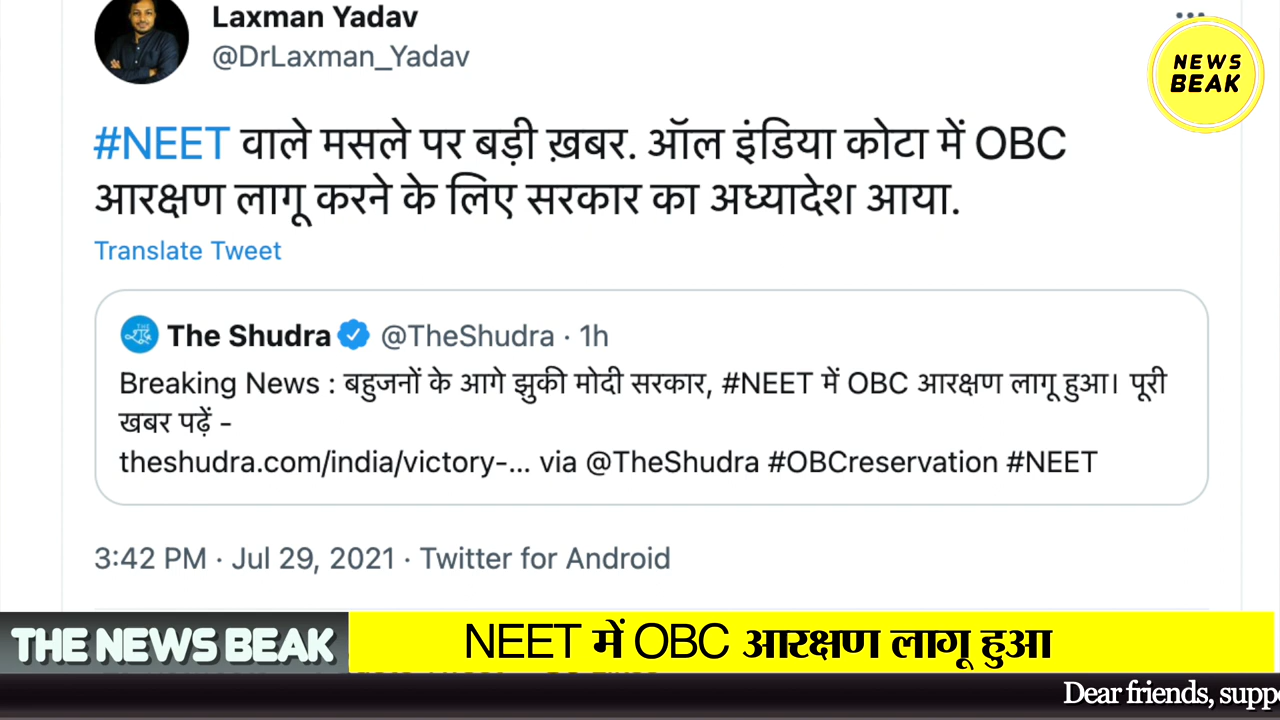 Laxman Yadav
@DrLaxman_Yadav
NEWS
BEAK
#NEET वाले मसले पर बड़ी ख़बर. ऑल इंडिया कोटा में OBC
आरक्षण लागू करने के लिए सरकार का अध्यादेश आया.
Translate Tweet
The Shudra @TheShudra · 1h
Breaking News : बहुजनों के आगे झुकी मोदी सरकार, #NEET में OBC आरक्षण लागू हुआ। पूरी
खबर पढ़ें -
theshudra.com/india/victory-... via @TheShudra #OBCreservation #NEET
3:42 PM · Jul 29, 2021 · Twitter for Android
THE NEWS BEAK
NEET में OBC आरक्षण लागू हुआ
Dear friends,